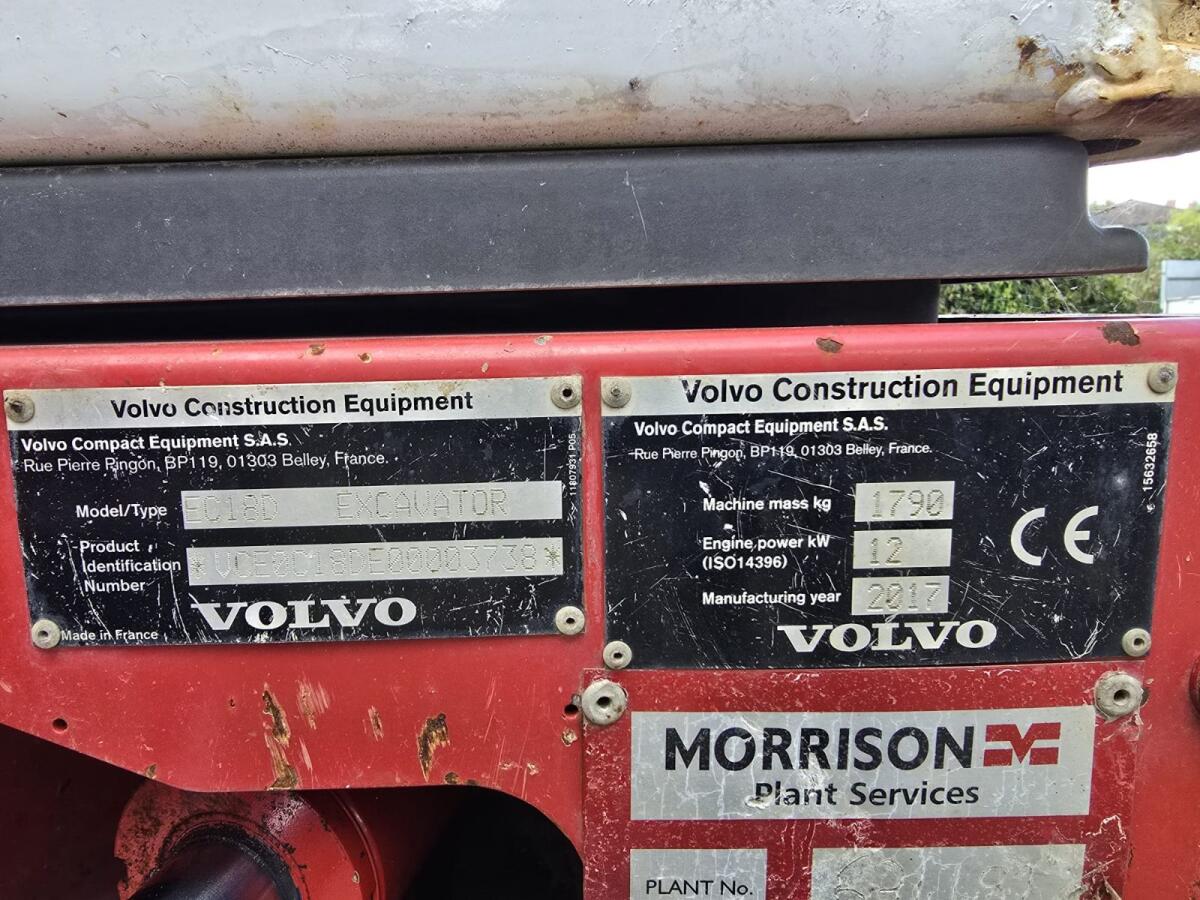 Volvo Construction Equipment
Volvo Compact Equipment S.A.S.
Rue Pierre Pingon, BP119, 01303 Belley, France.
Model/Type EC18D EXCAVATOR
Product
Identification
Number
*VCE0C18DE00003738*
VOLVO
Made in France
11807931 P05
Volvo Construction Equipment
Volvo Compact Equipment S.A.S.
Rue Pierre Pingon, BP119, 01303 Belley, France.
Machine mass kg 1790
Engine power kW 12
(ISO14396)
Manufacturing year 2017
CE
VOLVO
15632658
MORRISON
Plant Services
PLANT No.